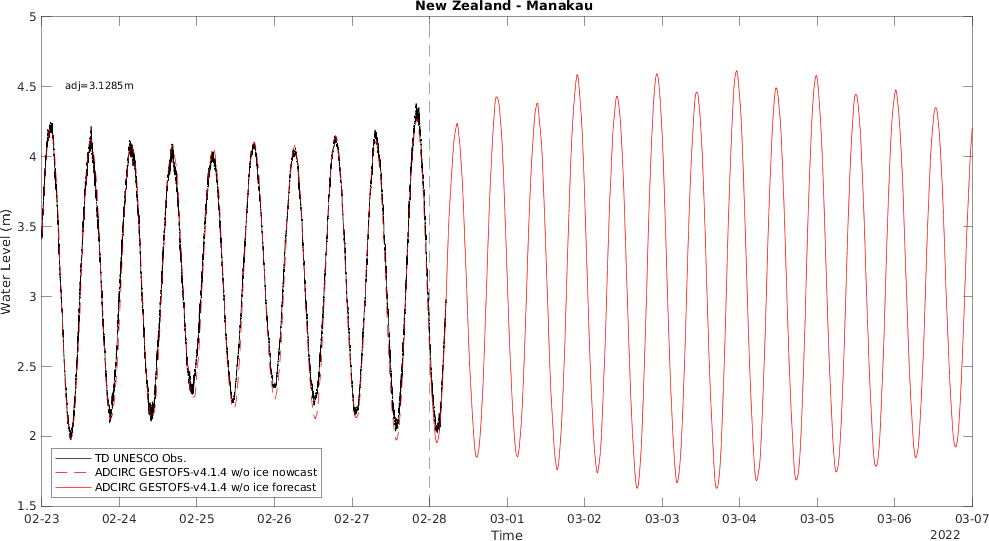 New Zealand - Manakau
5
4.5
4
3.5
3
2.5
2
1.5
Water Level (m)
adj=3.1285m
TD UNESCO Obs.
ADCIRC GESTOFS-v4.1.4 w/o ice nowcast
ADCIRC GESTOFS-v4.1.4 w/o ice forecast
02-23 02-24 02-25 02-26 02-27 02-28 03-01 03-02 03-03 03-04 03-05 03-06 03-07
Time
2022